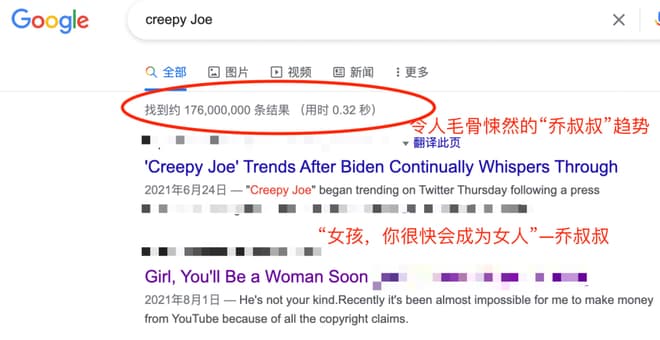 Google
creepy Joe
全部 图片 视频 新闻 更多
找到约 176,000,000 条结果 （用时 0.32 秒）
令人毛骨悚然的“乔叔叔”趋势
翻译此页
'Creepy Joe' Trends After Biden Continually Whispers Through
2021年6月24日 — "Creepy Joe" began trending on Twitter Thursday following a press
“女孩，你很快会成为女人”—乔叔叔
Girl, You'll Be a Woman Soon
2021年8月1日 — He's not your kind.Recently it's been almost impossible for me to make money
from YouTube because of all the copyright claims.